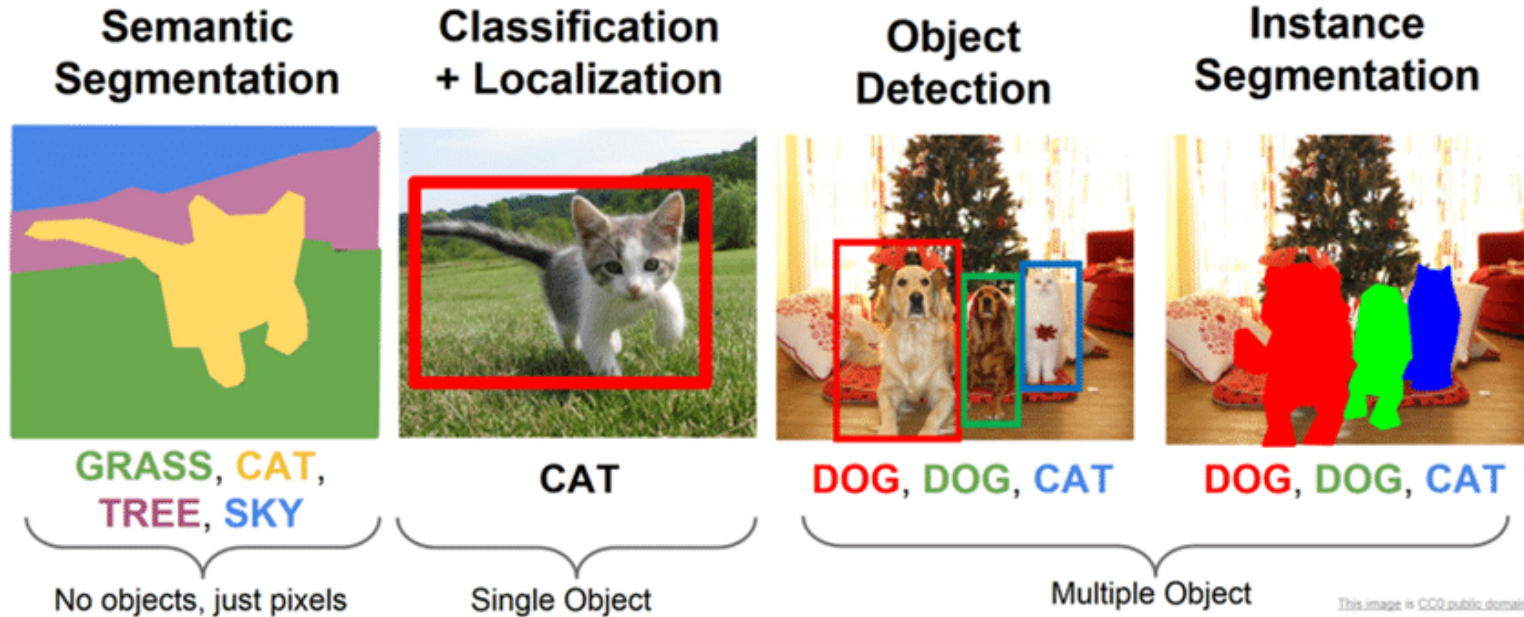 Semantic
Segmentation
Classification
+ Localization
Object
Detection
Instance
Segmentation
GRASS, CAT,
TREE, SKY
CAT
DOG, DOG, CAT
DOG, DOG, CAT
No objects, just pixels
Single Object
Multiple Object
This image is CC0 public domain